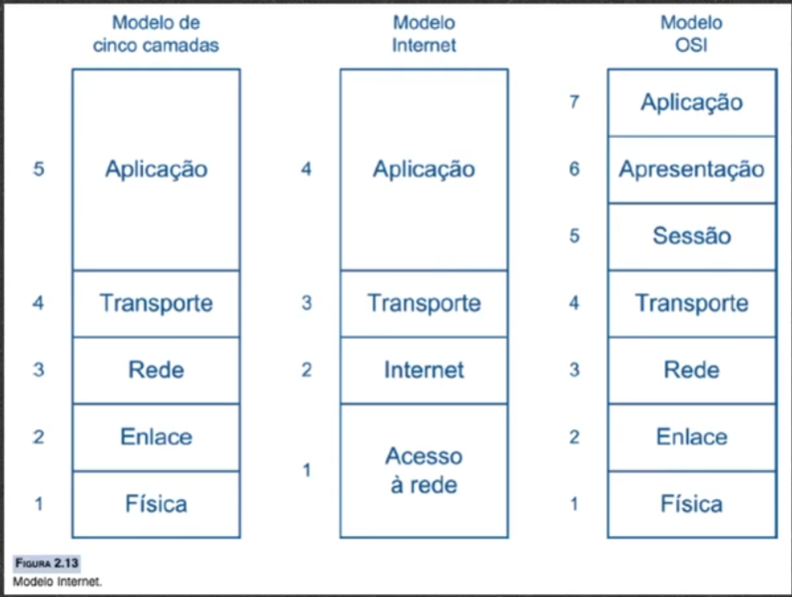 Modelo de
cinco camadas
Modelo
Internet
Modelo
OSI
5
Aplicação
4
Transporte
3
Rede
2
Enlace
1
Física
4
Aplicação
3
Transporte
2
Internet
1
Acesso
à rede
7
Aplicação
6
Apresentação
5
Sessão
4
Transporte
3
Rede
2
Enlace
1
Física
FIGURA 2.13
Modelo Internet.